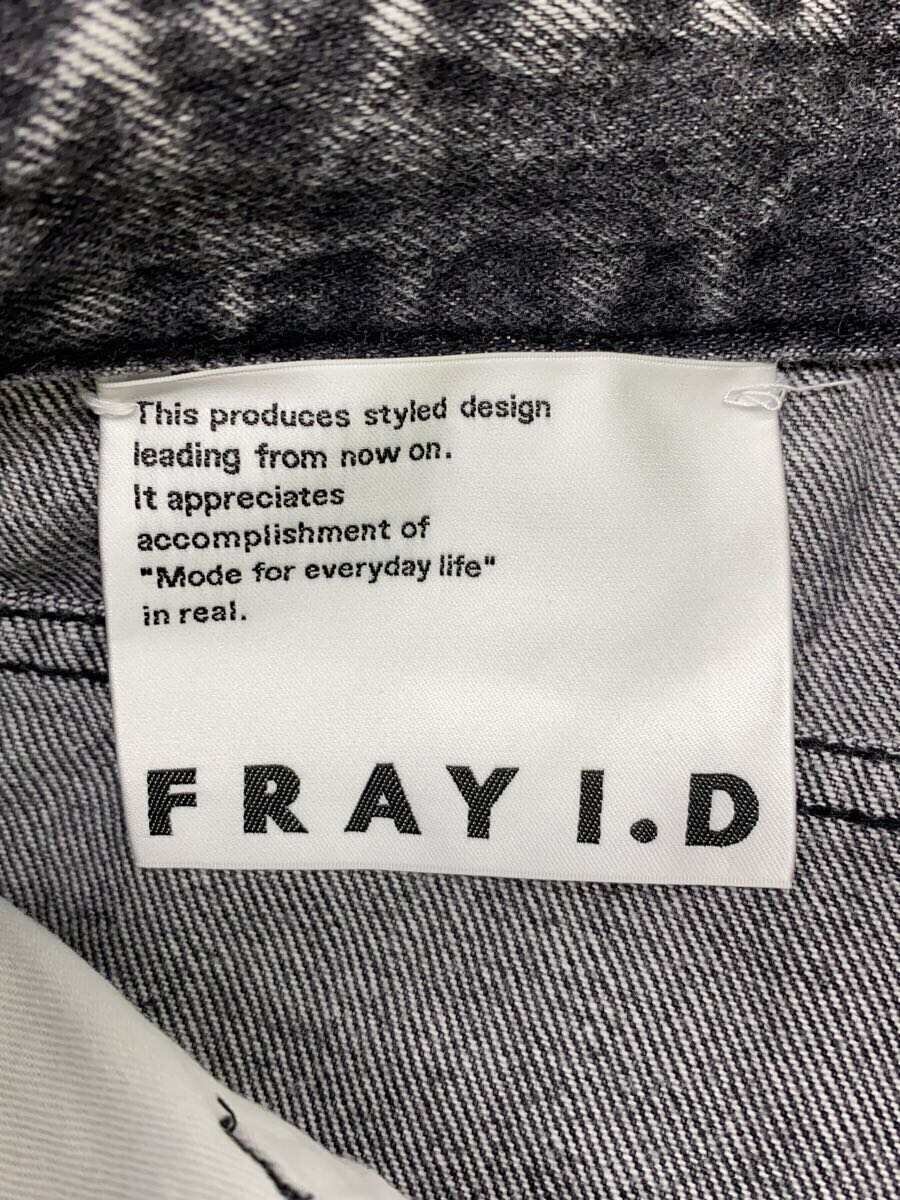 This produces styled design
leading from now on.
It appreciates
accomplishment of
"Mode for everyday life"
in real.
FRAY I.D